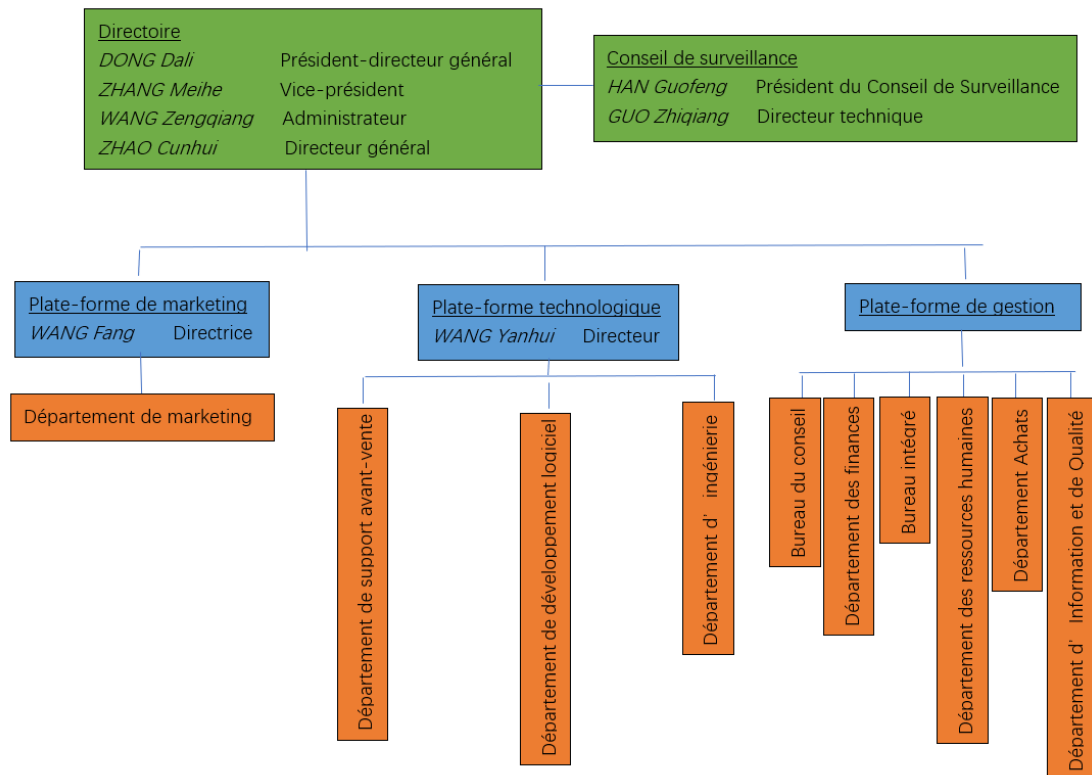 Directoire
DONG Dali Président-directeur général
ZHANG Meihe Vice-président
WANG Zengqiang Administrateur
ZHAO Cunhui Directeur général
Conseil de surveillance
HAN Guofeng Président du Conseil de Surveillance
GUO Zhiqiang Directeur technique
Plate-forme de marketing
WANG Fang Directrice
Plate-forme technologique
WANG Yanhui Directeur
Plate-forme de gestion
Département de marketing
Département de support avant-vente
Département de développement logiciel
Département d’ ingénierie
Bureau du conseil
Département des finances
Bureau intégré
Département des ressources humaines
Département Achats
Département d’ Information et de Qualité